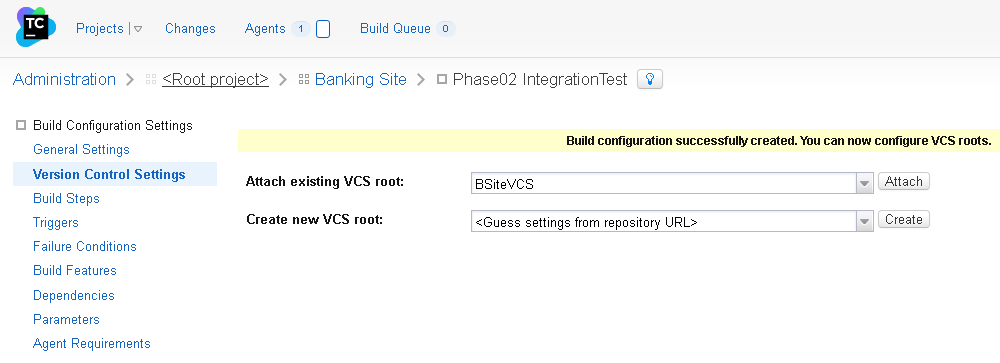 TC
Projects | Changes Agents 1 Build Queue 0
Administration > <Root project> > Banking Site > Phase02 IntegrationTest
Build Configuration Settings
General Settings
Build configuration successfully created. You can now configure VCS roots.
Version Control Settings
Attach existing VCS root: BSiteVCS Attach
Build Steps
Create new VCS root: <Guess settings from repository URL> Create
Triggers
Failure Conditions
Build Features
Dependencies
Parameters
Agent Requirements